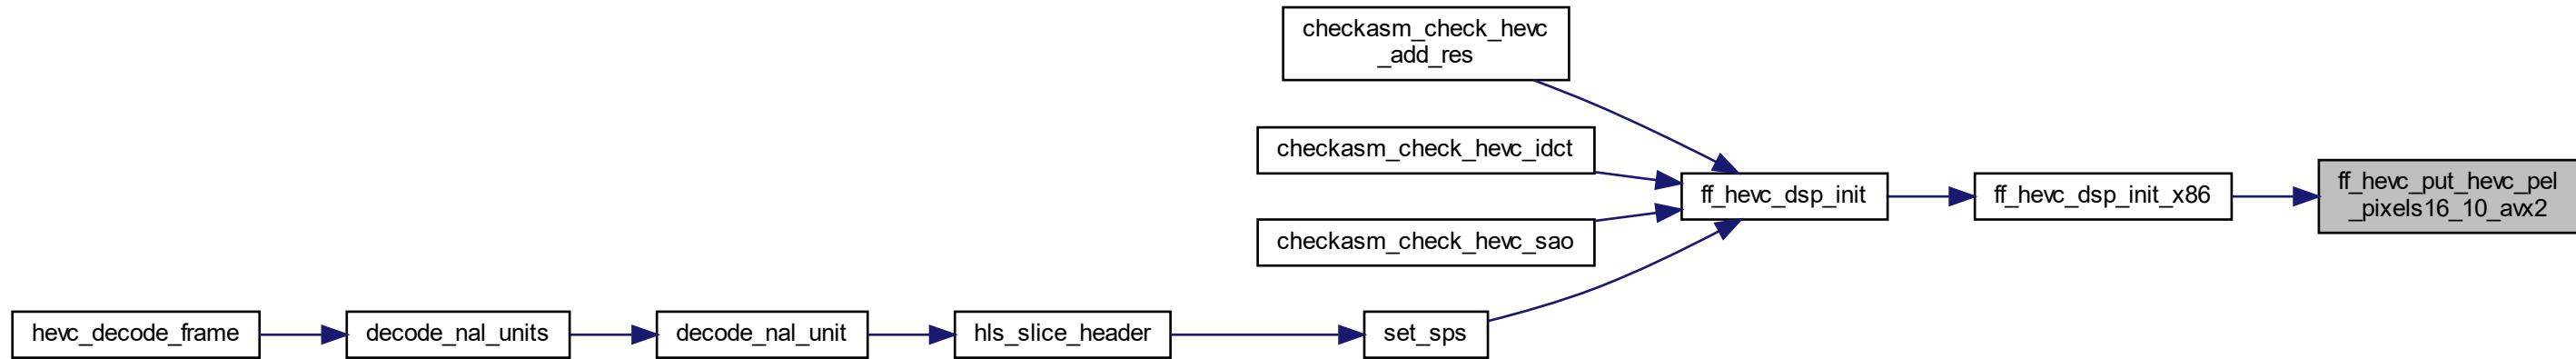 checkasm_check_hevc
_add_res
checkasm_check_hevc_idct
ff_hevc_dsp_init
ff_hevc_dsp_init_x86
ff_hevc_put_hevc_pel
_pixels16_10_avx2
checkasm_check_hevc_sao
hevc_decode_frame
decode_nal_units
decode_nal_unit
hls_slice_header
set_sps